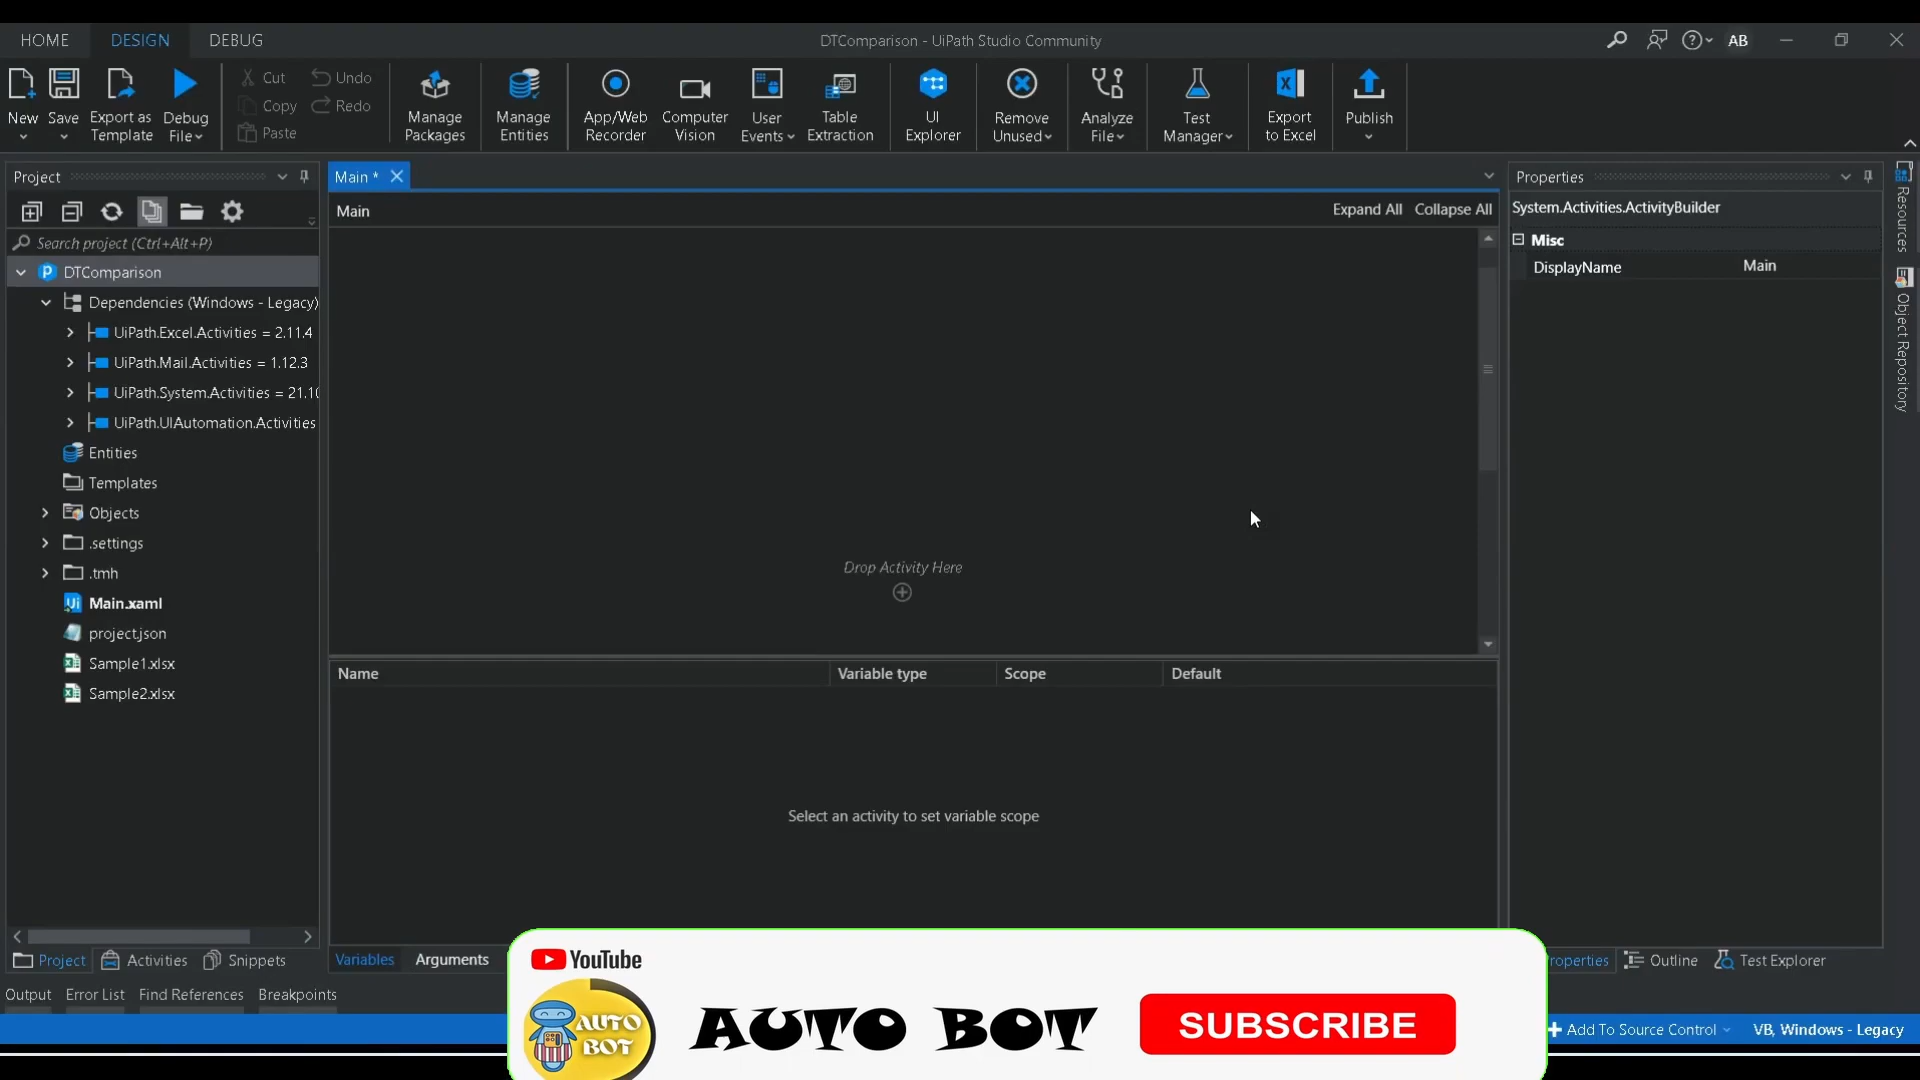 HOME DESIGN DEBUG
DTComparison - UiPath Studio Community
AB
New Save Export as Template Debug File
Cut Copy Paste Undo Redo
Manage Packages
Manage Entities
App/Web Recorder
Computer Vision
User Events
Table Extraction
UI Explorer
Remove Unused
Analyze File
Test Manager
Export to Excel
Publish
Project
Search project (Ctrl+Alt+P)
DTComparison
Dependencies (Windows - Legacy)
UiPath.Excel.Activities = 2.11.4
UiPath.Mail.Activities = 1.12.3
UiPath.System.Activities = 21.10
UiPath.UIAutomation.Activities
Entities
Templates
Objects
.settings
.tmh
Main.xaml
project.json
Sample1.xlsx
Sample2.xlsx
Project Activities Snippets
Main *
Main
Expand All Collapse All
Drop Activity Here
Name Variable type Scope Default
Select an activity to set variable scope
Variables Arguments
Properties
System.Activities.ActivityBuilder
Misc
DisplayName Main
Resources
Object Repository
roperties Outline Test Explorer
Output Error List Find References Breakpoints
YouTube
AUTO BOT
AUTO BOT
SUBSCRIBE
Add To Source Control VB, Windows - Legacy